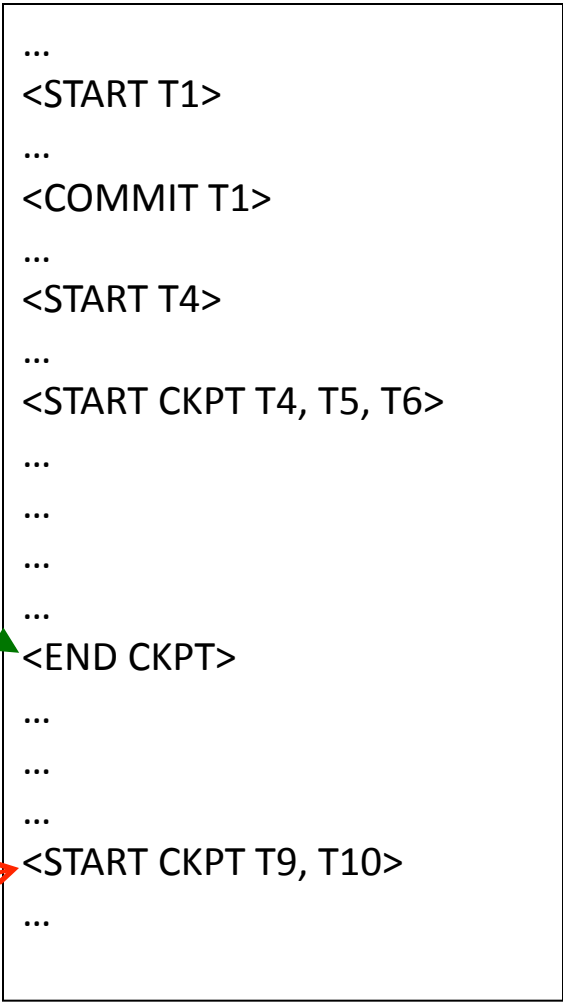 ...
<START T1>
...
<COMMIT T1>
...
<START T4>
...
<START CKPT T4, T5, T6>
...
...
...
...
<END CKPT>
...
...
...
<START CKPT T9, T10>
...